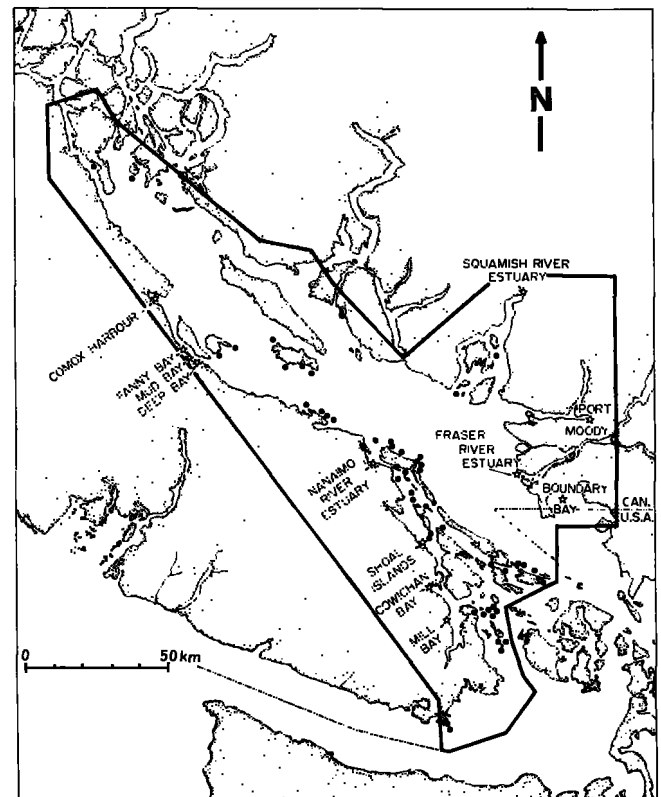 N
SQUAMISH RIVER
ESTUARY
COMOX HARBOUR
FANNY BAY
MUD BAY
DEEP BAY
PORT
MOODY
FRASER
RIVER
ESTUARY
NANAIMO
RIVER
ESTUARY
BOUNDARY
BAY
CAN.
U.S.A.
SHOAL
ISLANDS
COWICHAN
BAY
MILL
BAY
0 50km